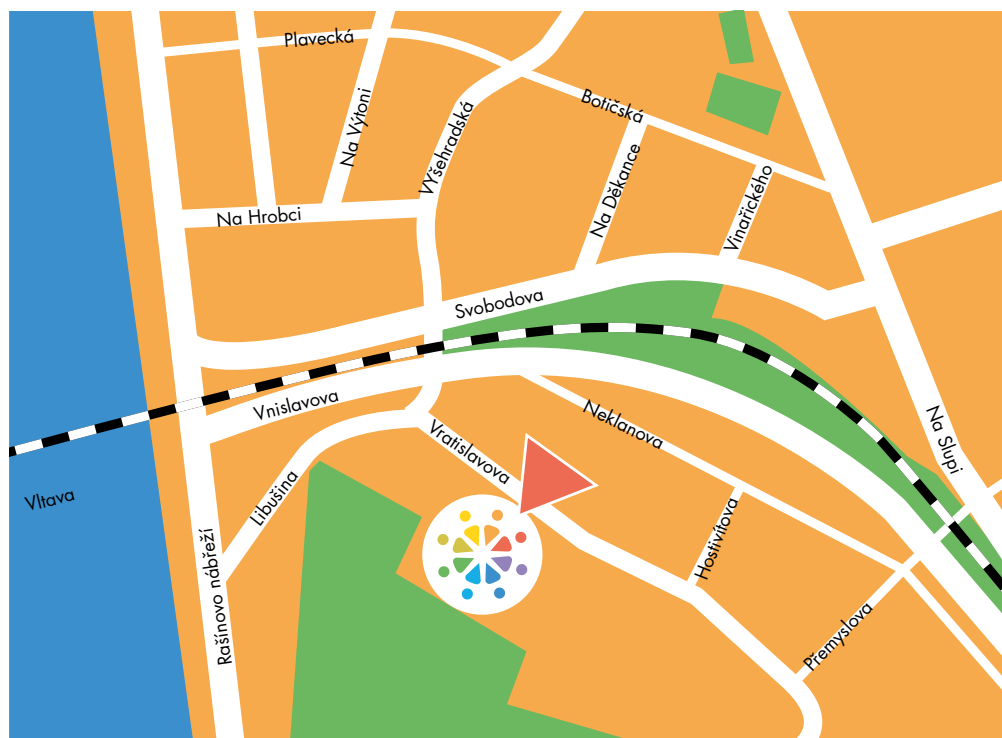 Plavecká
Na Výtoni
Vyšehradská
Botičská
Na Děkance
Vinařického
Na Hrobci
Svobodova
Vnislavova
Neklanova
Na Slupi
Vratislavova
Libušina
Vltava
Hostivítova
Rašínovo nábřeží
Přemyslova